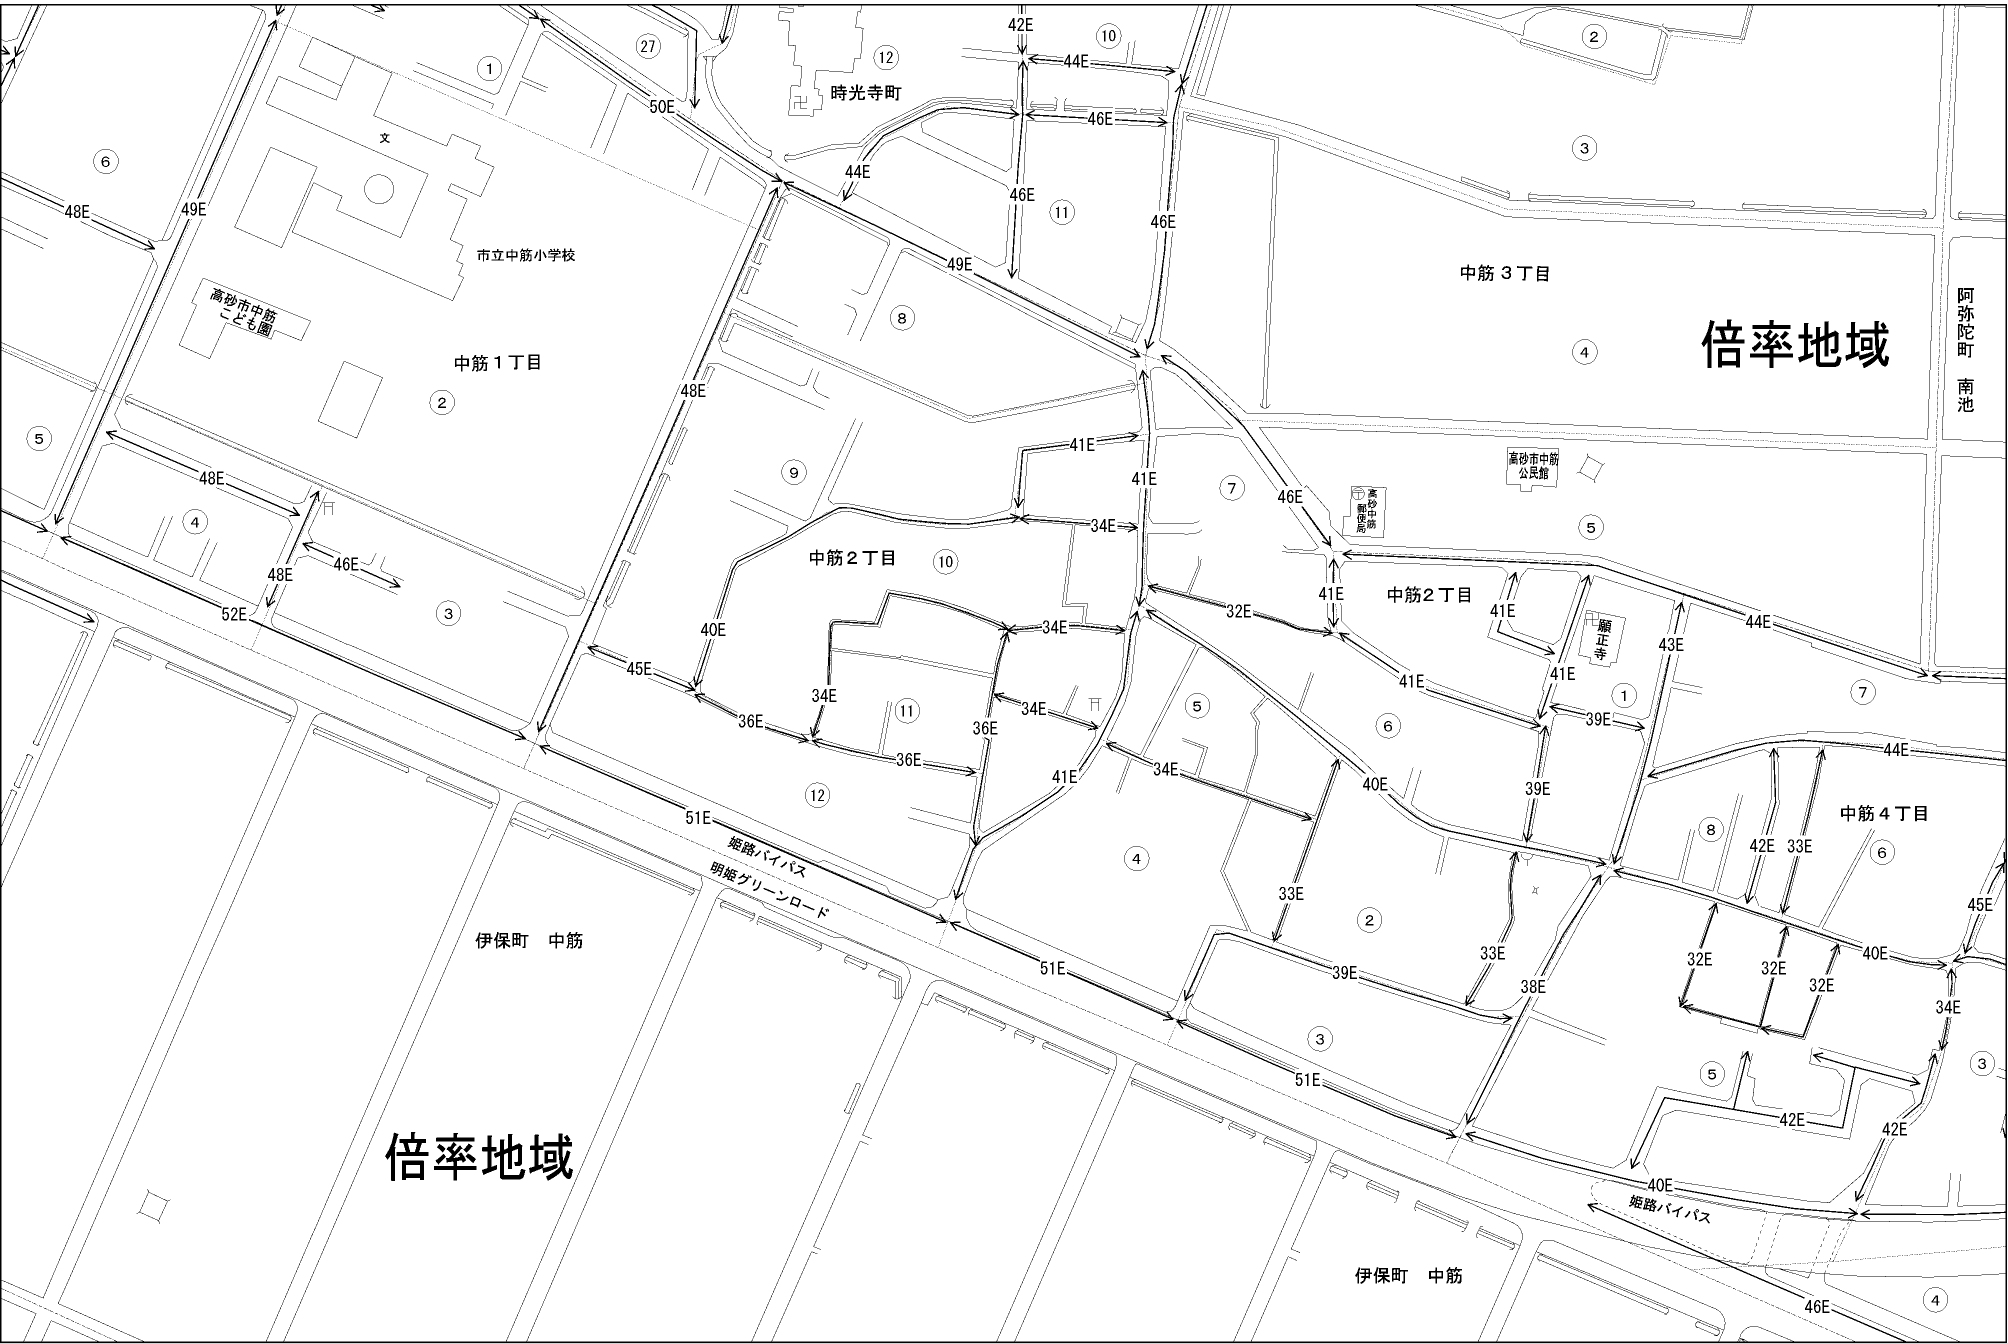 42E
10
2
1
27
12
44E
時光寺町
50E
46E
文
3
6
44E
46E
11
48E
49E
46E
市立中筋小学校
49E
中筋3丁目
高砂市中筋
こども園
阿弥陀町 南池
8
倍率地域
4
中筋1丁目
48E
2
5
41E
高砂市中筋
公民館
9
48E
41E
7
46E
高砂中筋
郵便局
4
34E
5
中筋2丁目
10
46E
48E
41E
中筋2丁目
52E
3
32E
41E
44E
40E
34E
43E
願正寺
45E
41E
41E
34E
1
7
11
34E
5
36E
36E
6
39E
44E
36E
34E
41E
40E
39E
12
51E
中筋4丁目
姫路バイパス
8
42E
33E
6
4
明姫グリーンロード
33E
45E
2
伊保町 中筋
33E
40E
51E
39E
32E
32E
32E
38E
34E
3
3
5
51E
42E
42E
倍率地域
40E
姫路バイパス
伊保町 中筋
46E
4